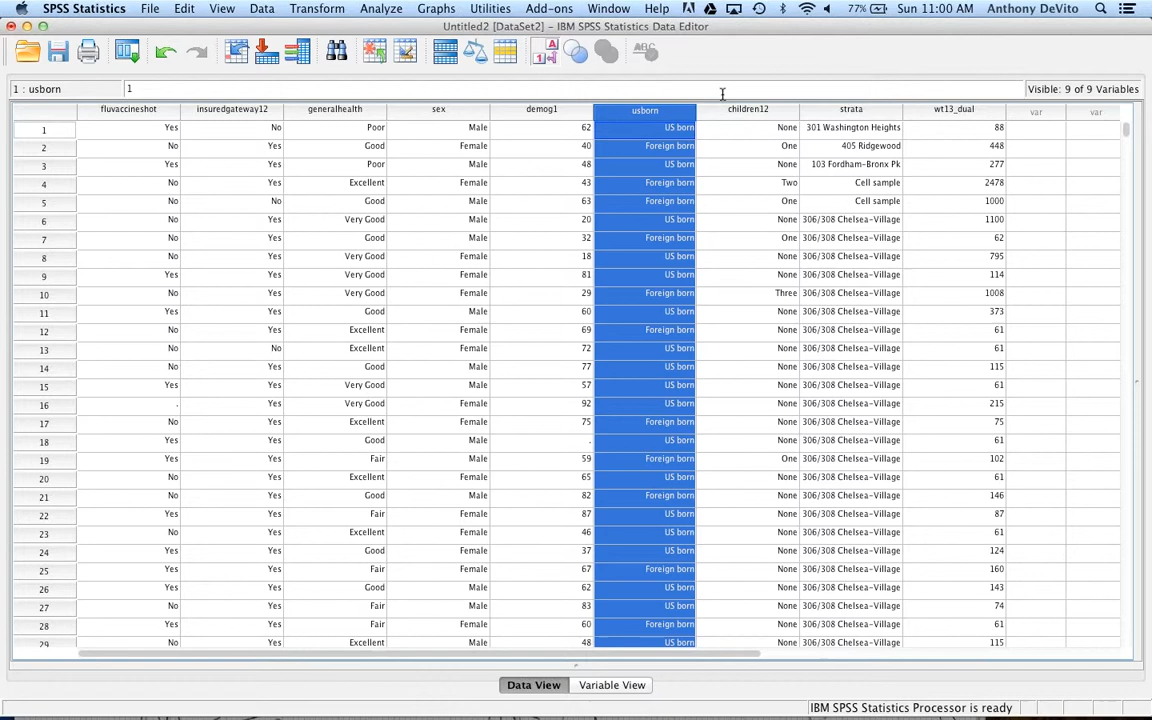 SPSS Statistics File Edit View Data Transform Analyze Graphs Utilities Add-ons Window Help 77% Sun 11:00 AM Anthony DeVito
Untitled2 [DataSet2] – IBM SPSS Statistics Data Editor
1 : usborn 1 Visible: 9 of 9 Variables
fluvaccineshot insuredgateway12 generalhealth sex demog1 usborn children12 strata wt13_dual var var
1 Yes No Poor Male 62 US born None 301 Washington Heights 88
2 No Yes Good Female 40 Foreign born One 405 Ridgewood 448
3 Yes Yes Poor Male 48 US born None 103 Fordham-Bronx Pk 277
4 No Yes Excellent Female 43 Foreign born Two Cell sample 2478
5 No No Good Female 63 Foreign born One Cell sample 1000
6 No Yes Very Good Male 20 US born None 306/308 Chelsea-Village 1100
7 No Yes Good Male 32 Foreign born One 306/308 Chelsea-Village 62
8 No Yes Very Good Female 18 US born None 306/308 Chelsea-Village 795
9 Yes Yes Very Good Female 81 US born None 306/308 Chelsea-Village 114
10 No Yes Very Good Female 29 Foreign born Three 306/308 Chelsea-Village 1008
11 Yes Yes Good Female 60 US born None 306/308 Chelsea-Village 373
12 No Yes Excellent Female 69 Foreign born None 306/308 Chelsea-Village 61
13 No No Excellent Female 72 US born None 306/308 Chelsea-Village 61
14 No Yes Good Male 77 US born None 306/308 Chelsea-Village 115
15 Yes Yes Very Good Male 57 US born None 306/308 Chelsea-Village 61
16 . Yes Very Good Female 92 US born None 306/308 Chelsea-Village 215
17 No Yes Excellent Female 75 Foreign born None 306/308 Chelsea-Village 75
18 Yes Yes Good Male . US born None 306/308 Chelsea-Village 61
19 Yes Yes Fair Male 59 Foreign born One 306/308 Chelsea-Village 102
20 No Yes Excellent Female 65 US born None 306/308 Chelsea-Village 61
21 No Yes Good Male 82 Foreign born None 306/308 Chelsea-Village 146
22 Yes Yes Fair Female 87 US born None 306/308 Chelsea-Village 87
23 No Yes Excellent Female 46 US born None 306/308 Chelsea-Village 61
24 Yes Yes Good Female 37 US born None 306/308 Chelsea-Village 124
25 Yes Yes Fair Female 67 Foreign born None 306/308 Chelsea-Village 160
26 Yes Yes Good Male 62 US born None 306/308 Chelsea-Village 143
27 No Yes Fair Male 83 US born None 306/308 Chelsea-Village 74
28 Yes Yes Fair Female 60 Foreign born None 306/308 Chelsea-Village 61
29 No Yes Excellent Male 48 US born None 306/308 Chelsea-Village 115
Data View Variable View
IBM SPSS Statistics Processor is ready